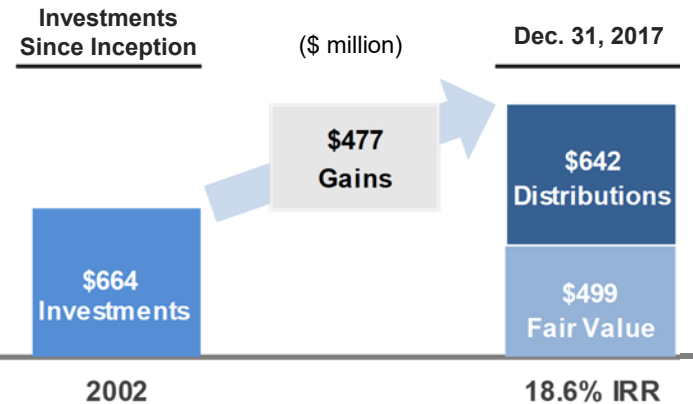 Investments
Since Inception
($ million)
Dec. 31, 2017
$477
Gains
$642
Distributions
$664
Investments
$499
Fair Value
2002
18.6% IRR